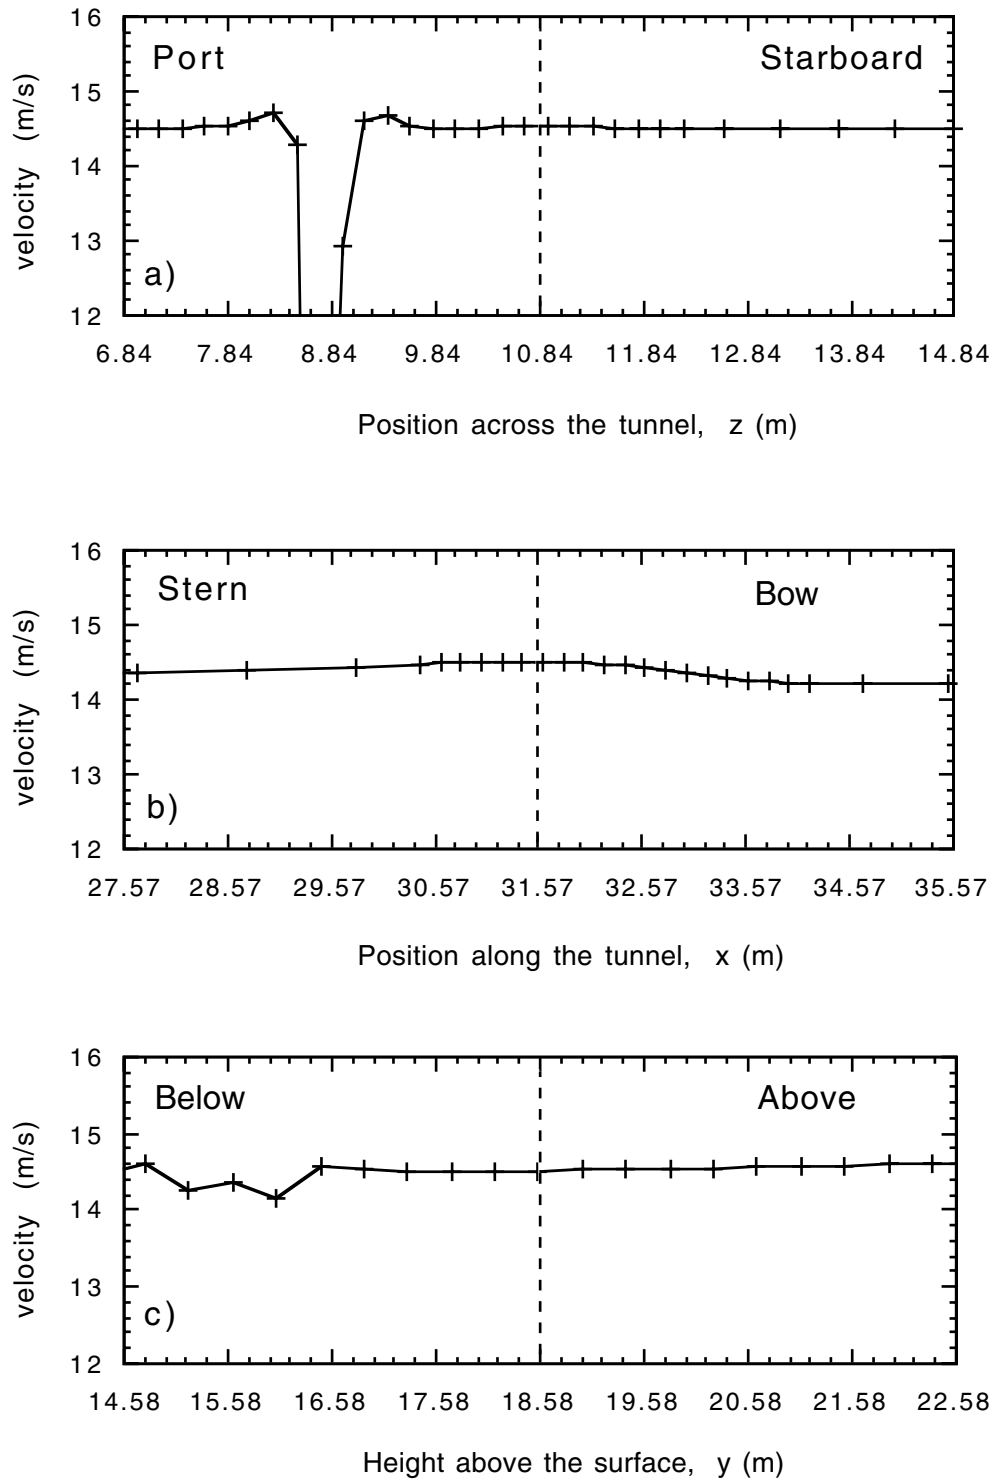 16
Port Starboard
15
14
13
a)
12
velocity (m/s)
6.84 7.84 8.84 9.84 10.84 11.84 12.84 13.84 14.84
Position across the tunnel, z (m)
16
Stern Bow
15
14
13
b)
12
velocity (m/s)
27.57 28.57 29.57 30.57 31.57 32.57 33.57 34.57 35.57
Position along the tunnel, x (m)
16
Below Above
15
14
13
c)
12
velocity (m/s)
14.58 15.58 16.58 17.58 18.58 19.58 20.58 21.58 22.58
Height above the surface, y (m)